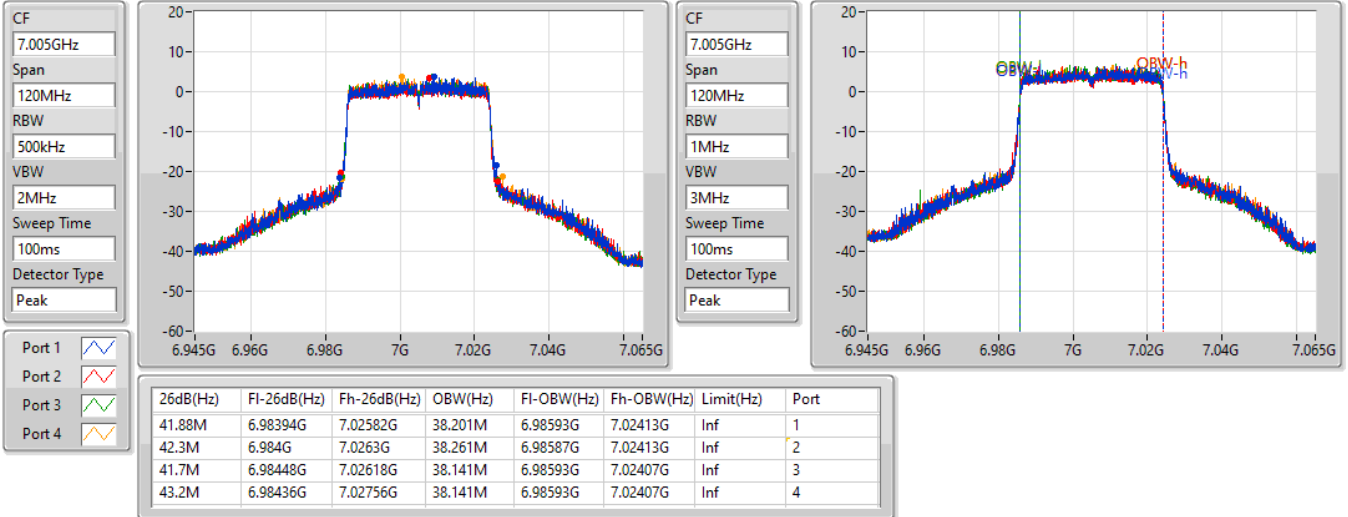 CF
7.005GHz
Span
120MHz
RBW
500kHz
VBW
2MHz
Sweep Time
100ms
Detector Type
Peak
20
10
0
-10
-20
-30
-40
-50
-60
6.945G 6.96G 6.98G 7G 7.02G 7.04G 7.065G
CF
7.005GHz
Span
120MHz
RBW
1MHz
VBW
3MHz
Sweep Time
100ms
Detector Type
Peak
20
10
0
-10
-20
-30
-40
-50
-60
OBW-h
6.945G 6.96G 6.98G 7G 7.02G 7.04G 7.065G
Port 1
Port 2
Port 3
Port 4
26dB(Hz) Fl-26dB(Hz) Fh-26dB(Hz) OBW(Hz) Fl-OBW(Hz) Fh-OBW(Hz) Limit(Hz) Port
41.88M 6.98394G 7.02582G 38.201M 6.98593G 7.02413G Inf 1
42.3M 6.984G 7.0263G 38.261M 6.98587G 7.02413G Inf 2
41.7M 6.98448G 7.02618G 38.141M 6.98593G 7.02407G Inf 3
43.2M 6.98436G 7.02756G 38.141M 6.98593G 7.02407G Inf 4